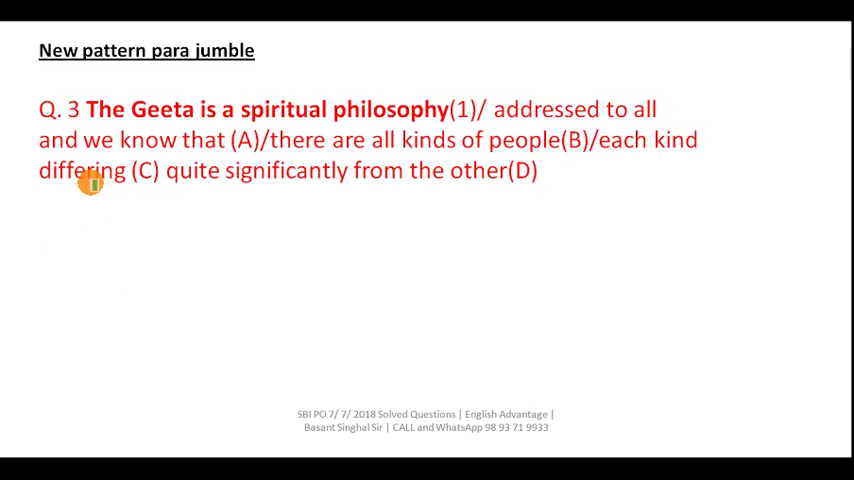 New pattern para jumble
Q. 3 The Geeta is a spiritual philosophy(1)/ addressed to all
and we know that (A)/there are all kinds of people(B)/each kind
differing (C) quite significantly from the other(D)
SBI PO 7/ 7/ 2018 Solved Questions | English Advantage |
Basant Singhal Sir | CALL and WhatsApp 98 93 71 9933